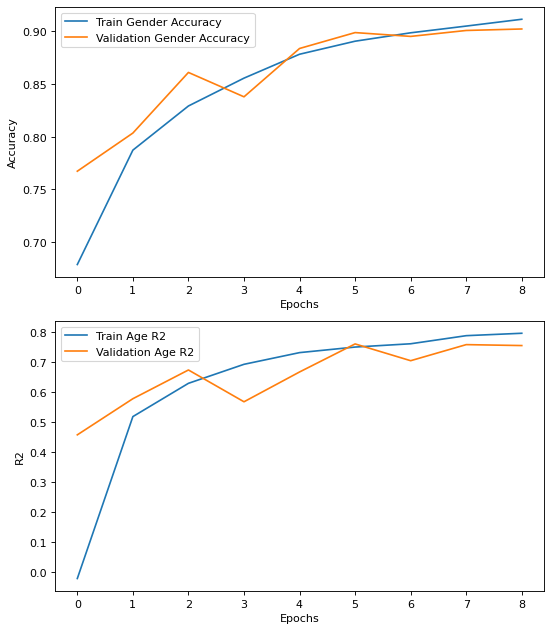 Train Gender Accuracy
Validation Gender Accuracy
0.90
0.85
0.80
0.75
0.70
Accuracy
0 1 2 3 4 5 6 7 8
Epochs
Train Age R2
Validation Age R2
0.8
0.7
0.6
0.5
0.4
0.3
0.2
0.1
0.0
R2
0 1 2 3 4 5 6 7 8
Epochs